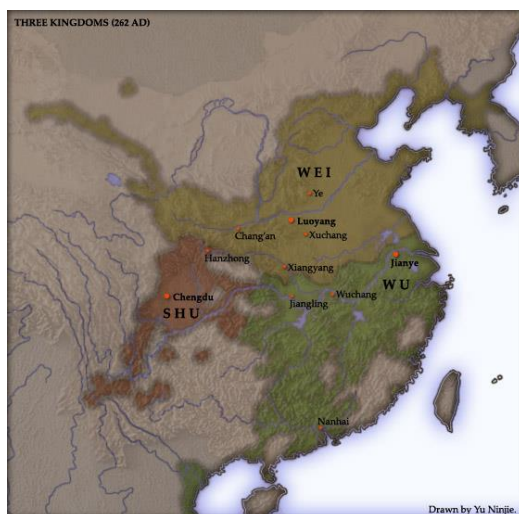 THREE KINGDOMS (262 AD)
WEI
Ye
Luoyang
Chang'an
Xuchang
Hanzhong
Jianye
Xiangyang
WU
Chengdu
Jiangling
Wuchang
SHU
Nanhai
Drawn by Yu Ninjie.